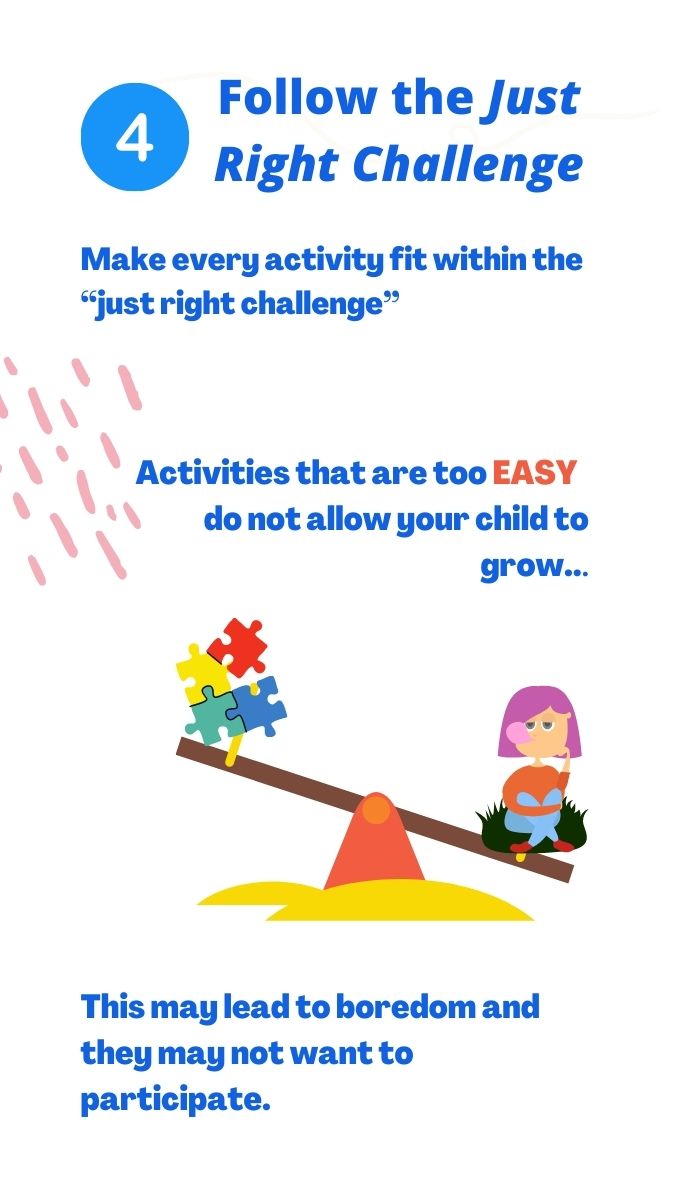 4
Follow the Just
Right Challenge
Make every activity fit within the
“just right challenge”
Activities that are too EASY
do not allow your child to
grow...
This may lead to boredom and
they may not want to
participate.